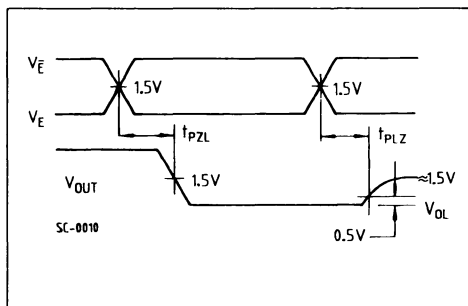 V_Ē
1.5V
1.5V
V_E
t_PZL
t_PLZ
V_OUT
1.5V
≈1.5V
V_OL
SC-0010
0.5V